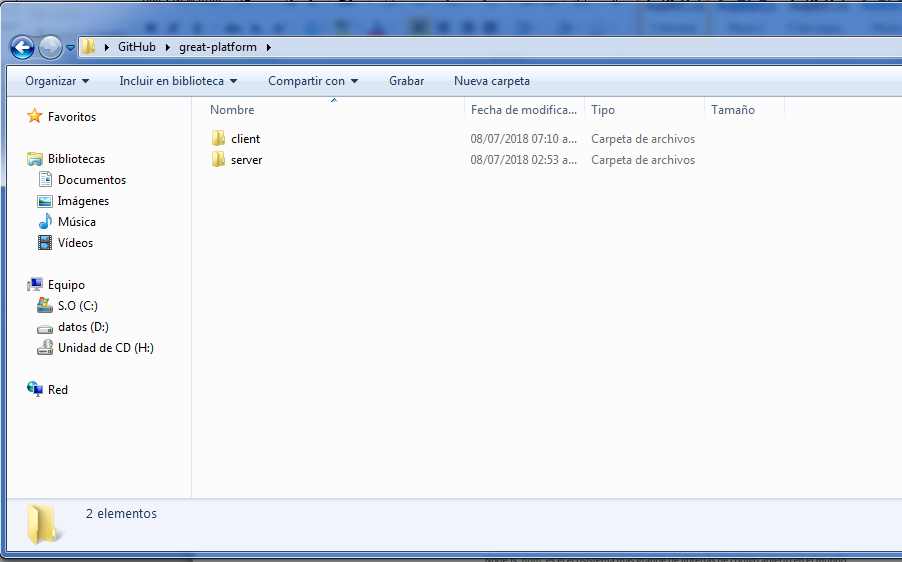 GitHub great-platform
Organizar Incluir en biblioteca Compartir con Grabar Nueva carpeta
Nombre Fecha de modifica... Tipo Tamaño
Favoritos
Bibliotecas
Documentos
Imágenes
Música
Vídeos
Equipo
S.O (C:)
datos (D:)
Unidad de CD (H:)
Red
client 08/07/2018 07:10 a... Carpeta de archivos
server 08/07/2018 02:53 a... Carpeta de archivos
2 elementos